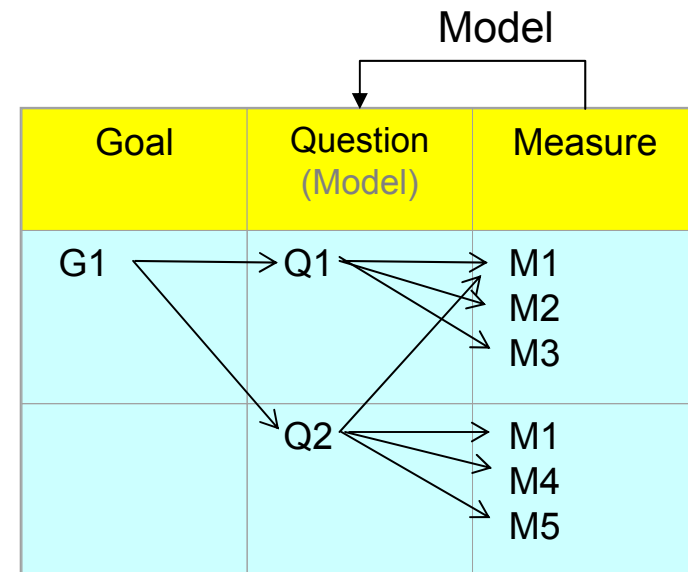 Model
Goal Question Measure
(Model)
G1 Q1 M1
M2
M3
Q2 M1
M4
M5